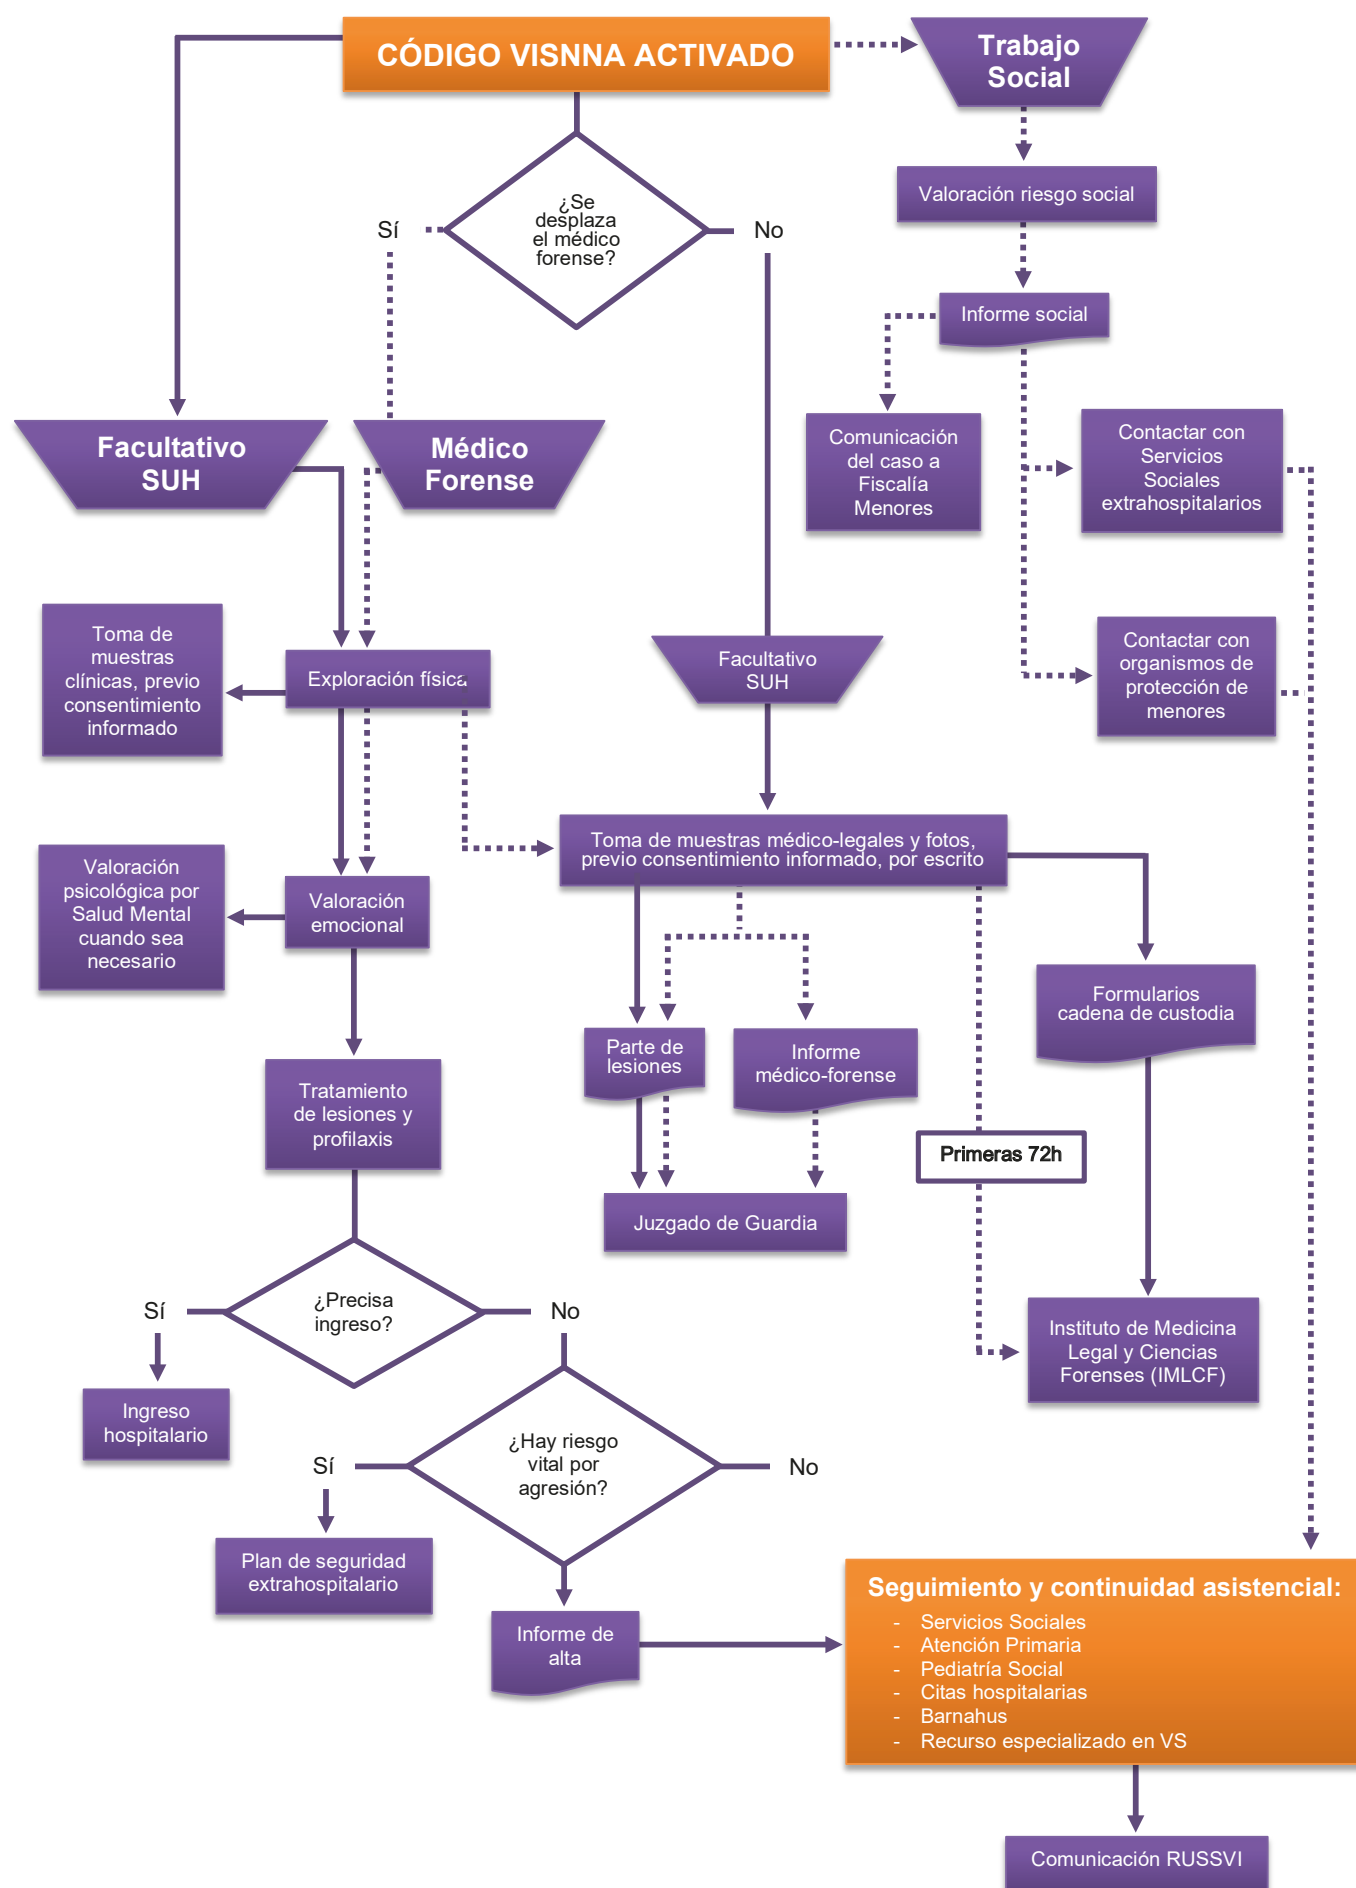 CÓDIGO VISNNA ACTIVADO
Trabajo
Social
¿Se
desplaza
el médico
forense?
Sí
No
Valoración riesgo social
Informe social
Facultativo
SUH
Médico
Forense
Comunicación
del caso a
Fiscalía
Menores
Contactar con
Servicios
Sociales
extrahospitalarios
Toma de
muestras
clínicas, previo
consentimiento
informado
Exploración física
Facultativo
SUH
Contactar con
organismos de
protección de
menores
Toma de muestras médico-legales y fotos,
previo consentimiento informado, por escrito
Valoración
psicológica por
Salud Mental
cuando sea
necesario
Valoración
emocional
Formularios
cadena de custodia
Parte de
lesiones
Informe
médico-forense
Tratamiento
de lesiones y
profilaxis
Primeras 72h
Juzgado de Guardia
¿Precisa
ingreso?
Sí
No
Instituto de Medicina
Legal y Ciencias
Forenses (IMLCF)
Ingreso
hospitalario
¿Hay riesgo
vital por
agresión?
Sí
No
Plan de seguridad
extrahospitalario
Informe de
alta
Seguimiento y continuidad asistencial:
- Servicios Sociales
- Atención Primaria
- Pediatría Social
- Citas hospitalarias
- Barnahus
- Recurso especializado en VS
Comunicación RUSSVI